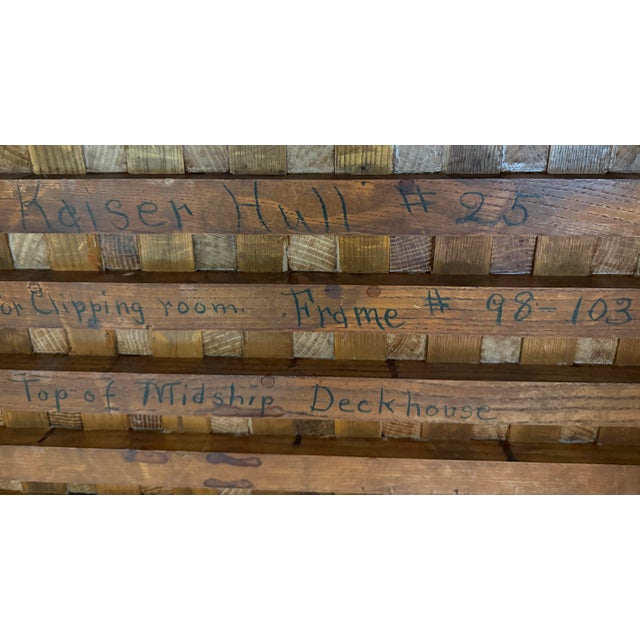 Kaiser Hull # 25
or Clipping room. . Frame # 98-103
Top of Midship Deckhouse